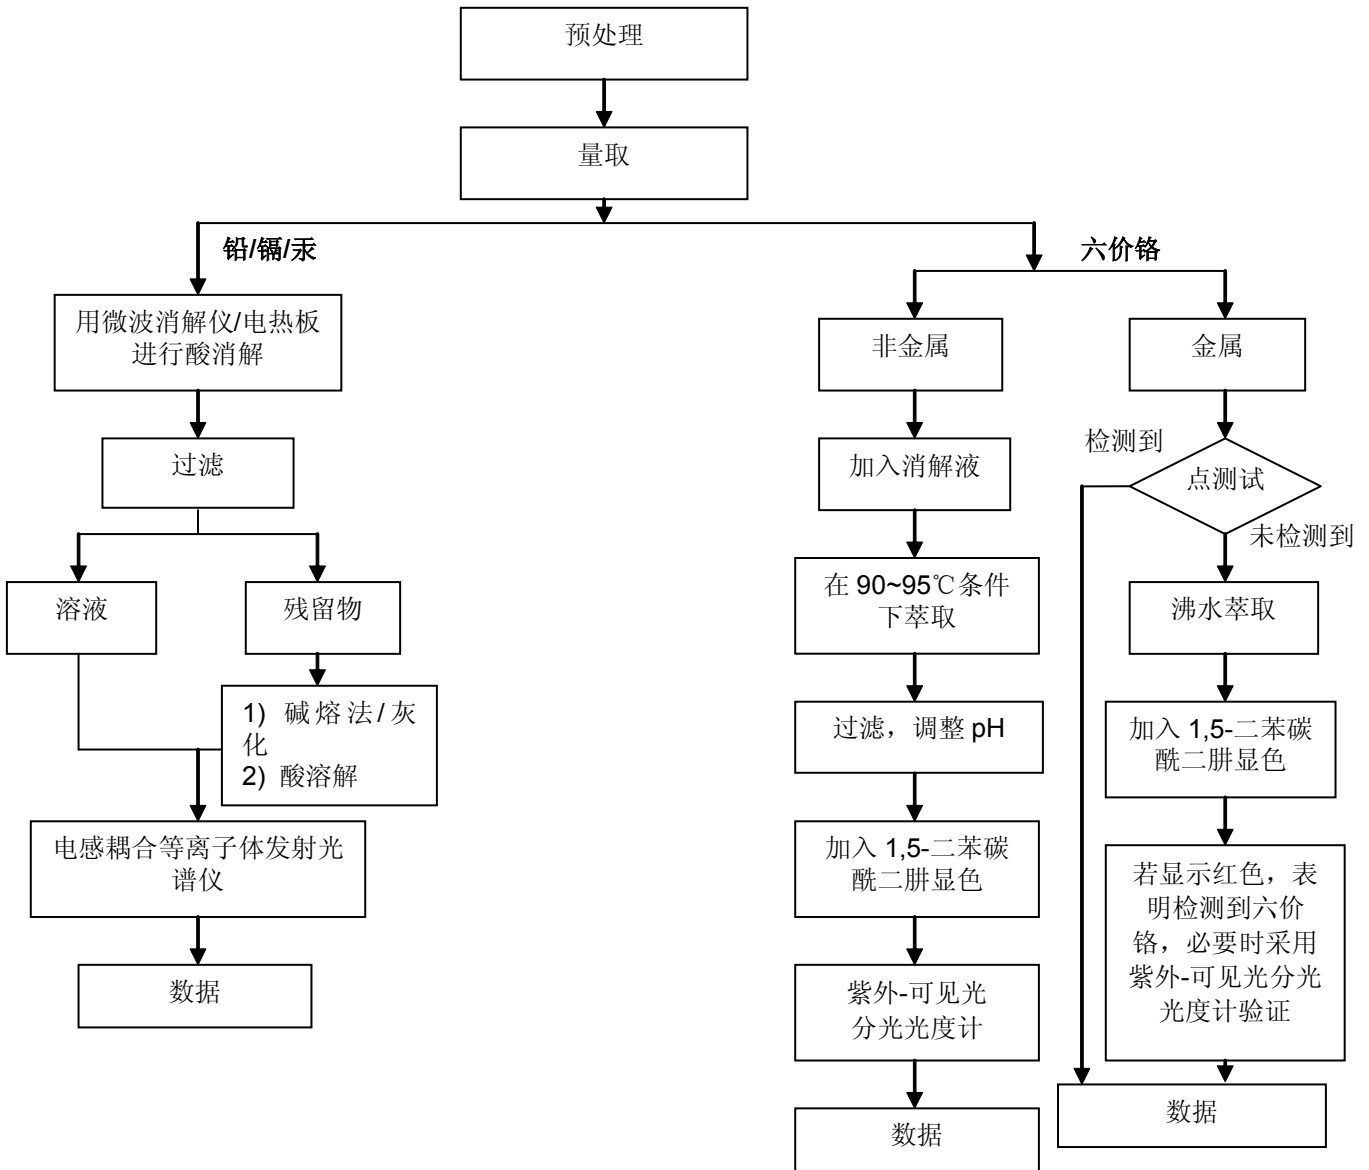 预处理
量取
铅/镉/汞
六价铬
用微波消解仪/电热板
进行酸消解
非金属
金属
过滤
加入消解液
检测到
点测试
未检测到
溶液
残留物
在 90~95℃条件
下萃取
沸水萃取
1) 碱熔法/灰
化
2) 酸溶解
过滤，调整 pH
加入 1,5-二苯碳
酰二肼显色
电感耦合等离子体发射光
谱仪
加入 1,5-二苯碳
酰二肼显色
若显示红色，表
明检测到六价
铬，必要时采用
紫外-可见光分光
光度计验证
数据
紫外-可见光
分光光度计
数据
数据